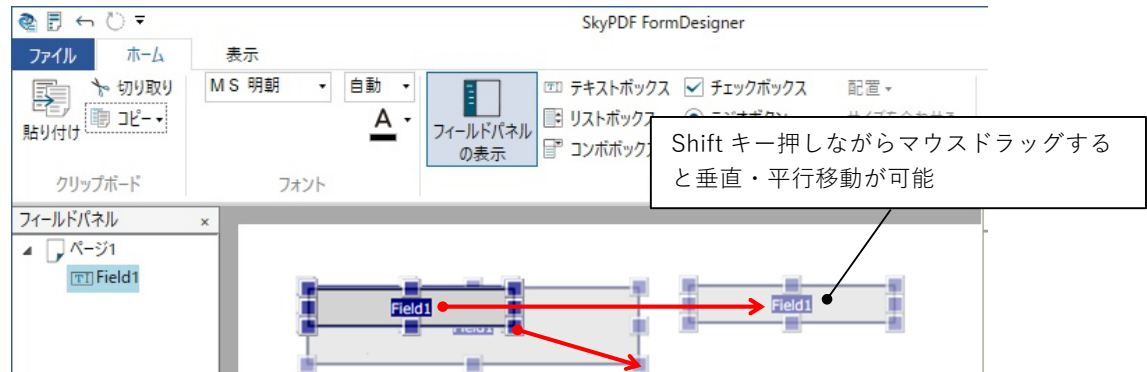 SkyPDF FormDesigner
ファイル ホーム 表示
切り取り
コピー
貼り付け
クリップボード
MS 明朝 自動
A
フォント
フィールドパネル
の表示
テキストボックス チェックボックス 配置
リストボックス
コンボボック
Shift キー押しながらマウスドラッグする
と垂直・平行移動が可能
フィールドパネル ×
ページ1
Field1
Field1 Field1
Field1